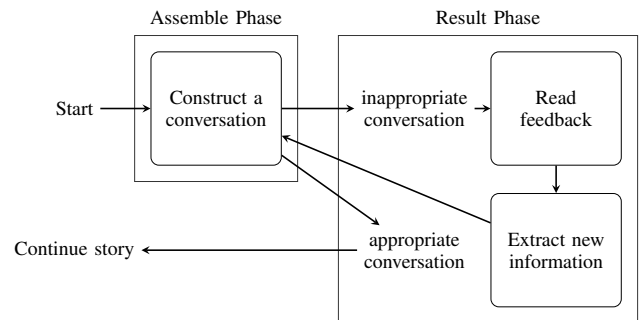 Assemble Phase
Result Phase
Start
Construct a
conversation
inappropriate
conversation
Read
feedback
Continue story
appropriate
conversation
Extract new
information